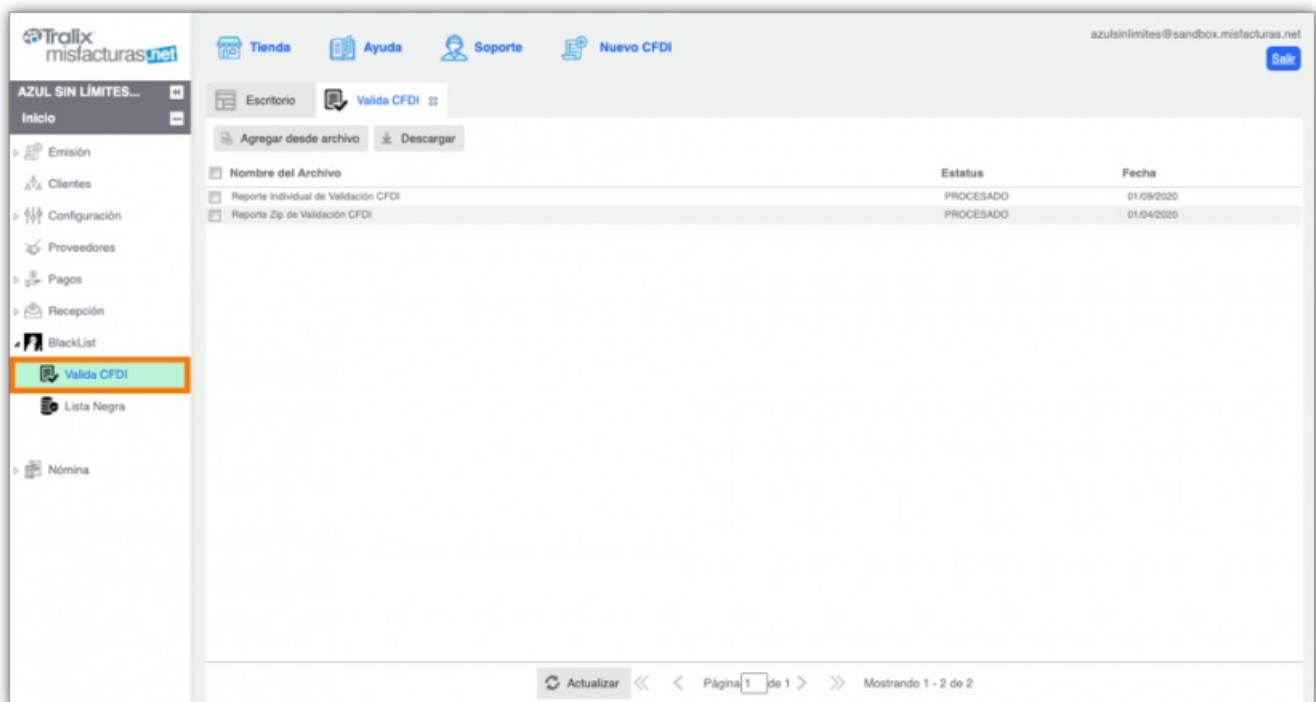 Tralix
misfacturas.net
Tienda
Ayuda
Soporte
Nuevo CFDI
azulsinlimites@sandbox.misfacturas.net
Salir
AZUL SIN LÍMITES...
Inicio
Escritorio
Valida CFDI
Agregar desde archivo
Descargar
Emisión
Clientes
Configuración
Proveedores
Pagos
Recepción
BlackList
Valida CFDI
Lista Negra
Nómina
Nombre del Archivo Estatus Fecha
Reporte Individual de Validación CFDI PROCESADO 01/09/2020
Reporte Zip de Validación CFDI PROCESADO 01/04/2020
Actualizar Página 1 de 1 Mostrando 1 - 2 de 2